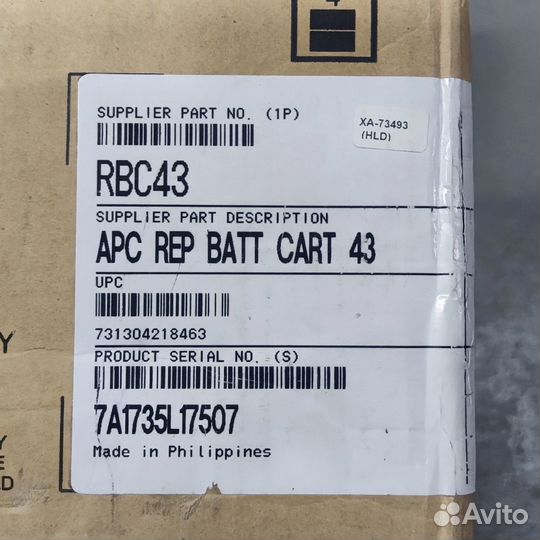 4
SUPPLIER PART NO. (1P)
XA-73493
(HLD)
RBC43
SUPPLIER PART DESCRIPTION
APC REP BATT CART 43
UPC
731304218463
PRODUCT SERIAL NO. (S)
7A1735L17507
Made in Philippines
Y
Y
E
D
Avito